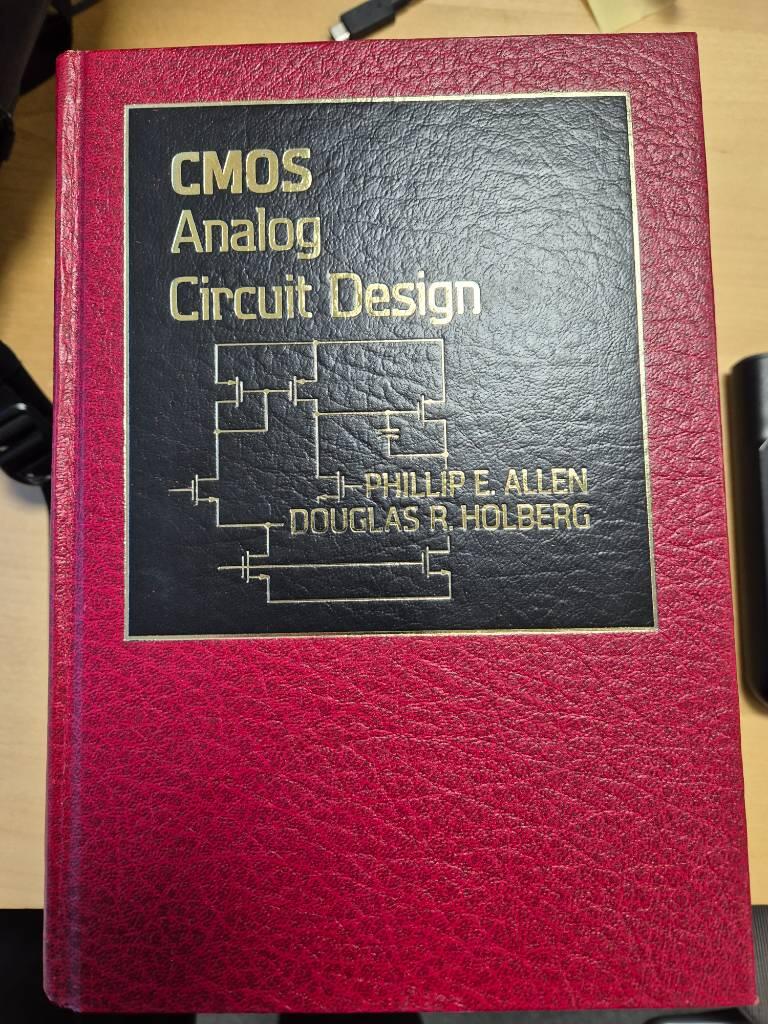 CMOS
Analog
Circuit Design
PHILLIP E. ALLEN
DOUGLAS R. HOLBERG